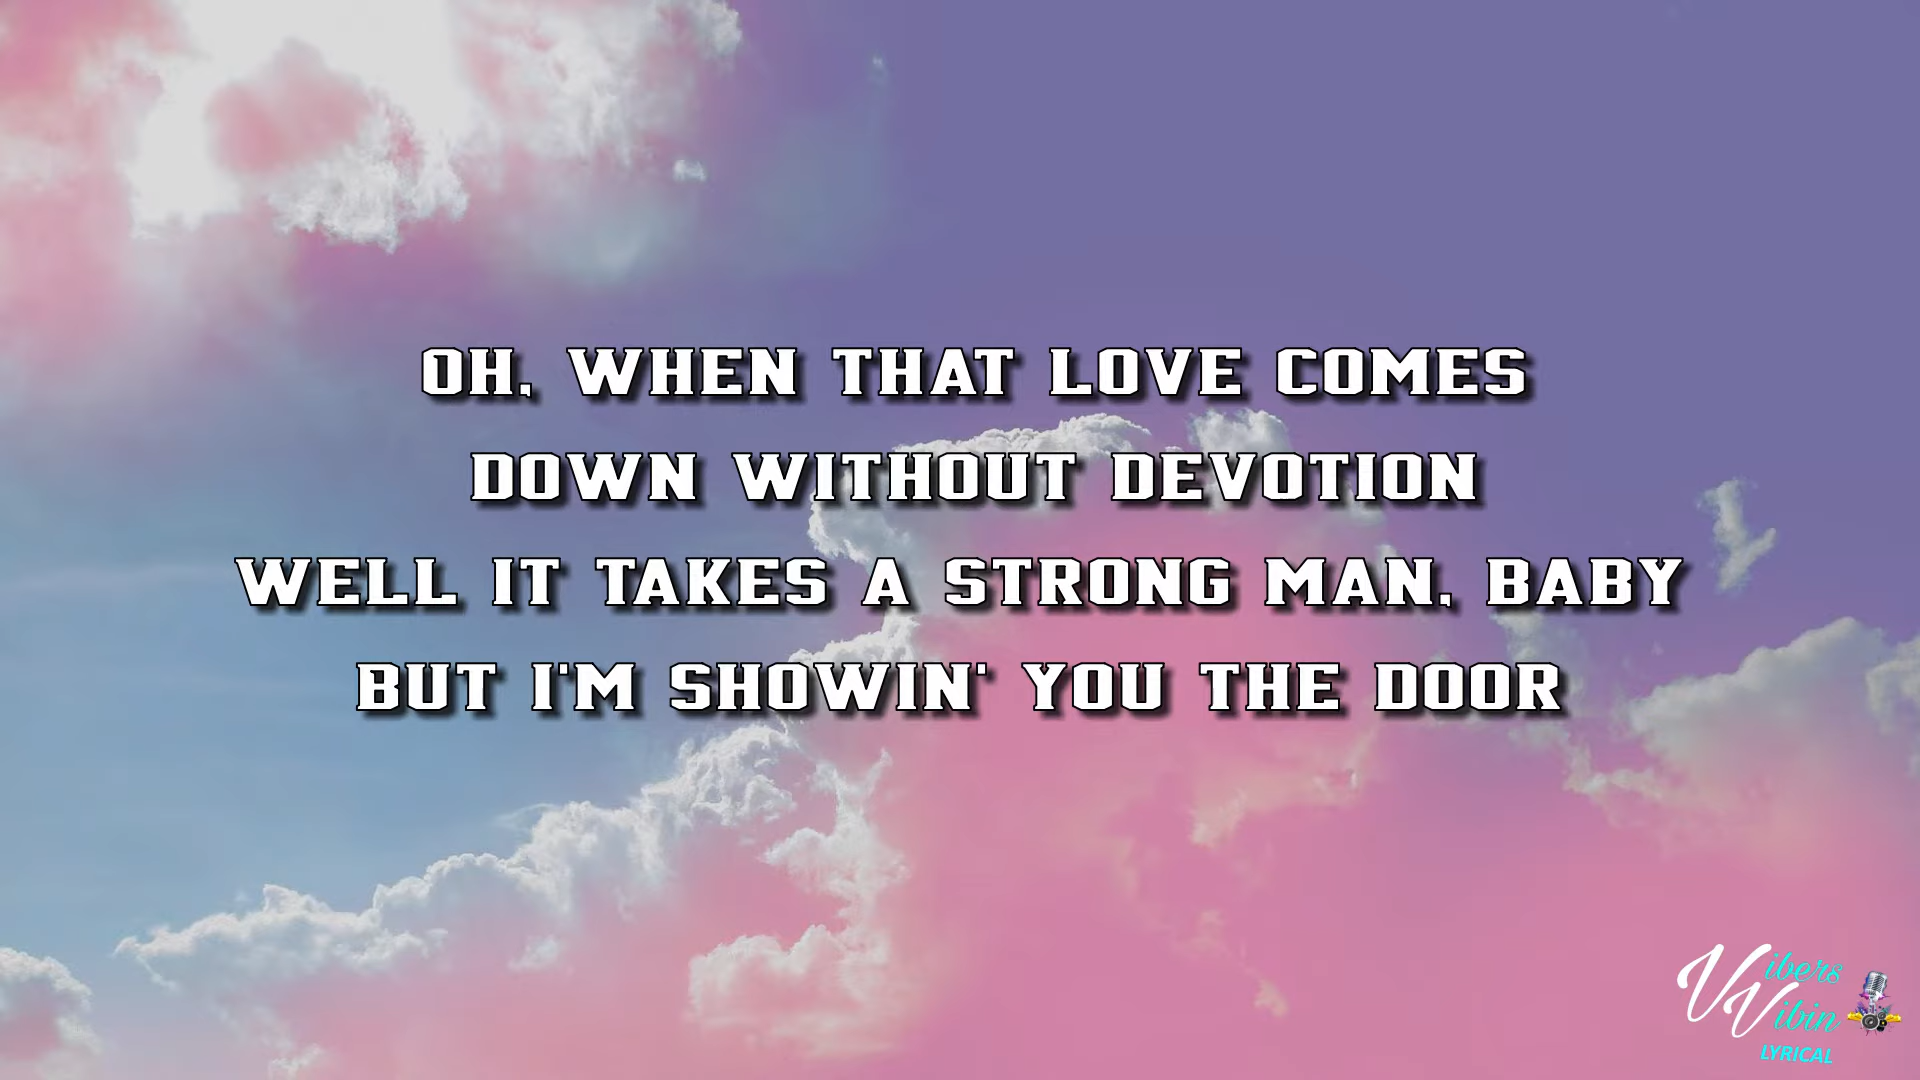 OH, WHEN THAT LOVE COMES
DOWN WITHOUT DEVOTION
WELL IT TAKES A STRONG MAN, BABY
BUT I'M SHOWIN' YOU THE DOOR
Vibers
Vibin
LYRICAL